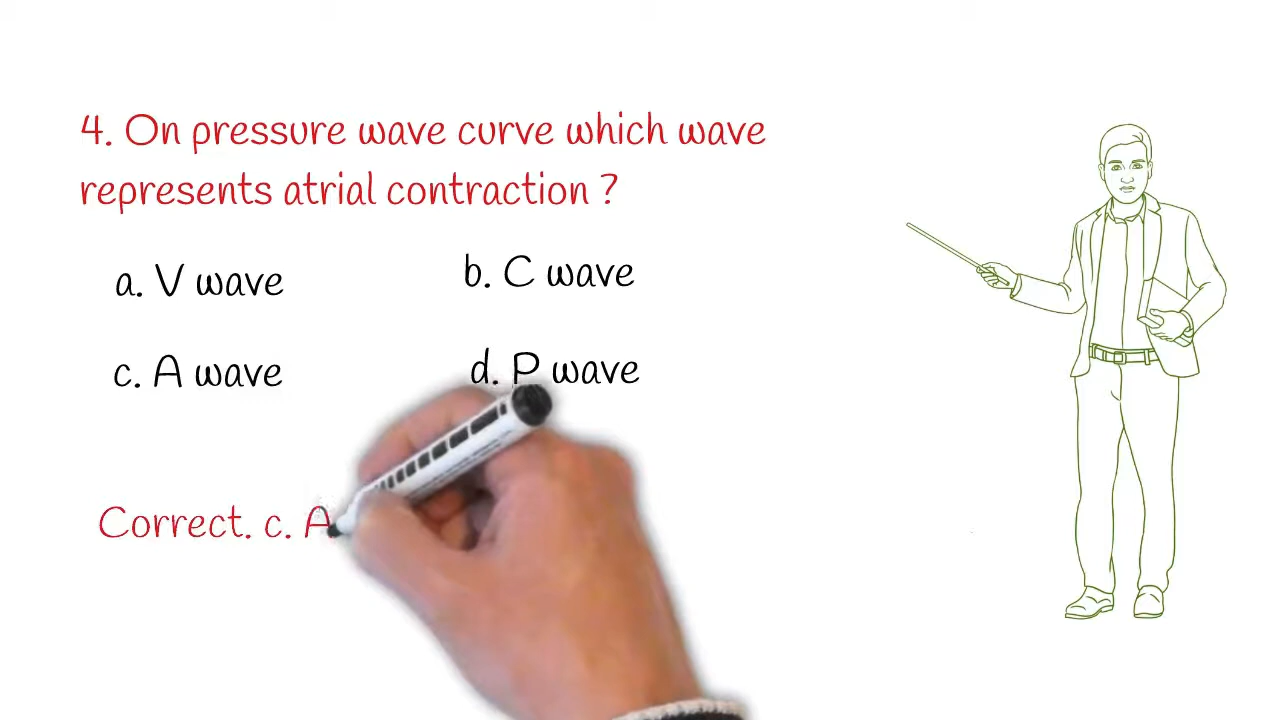 4. On pressure wave curve which wave
represents atrial contraction ?
a. V wave
b. C wave
c. A wave
d. P wave
Correct. c. A